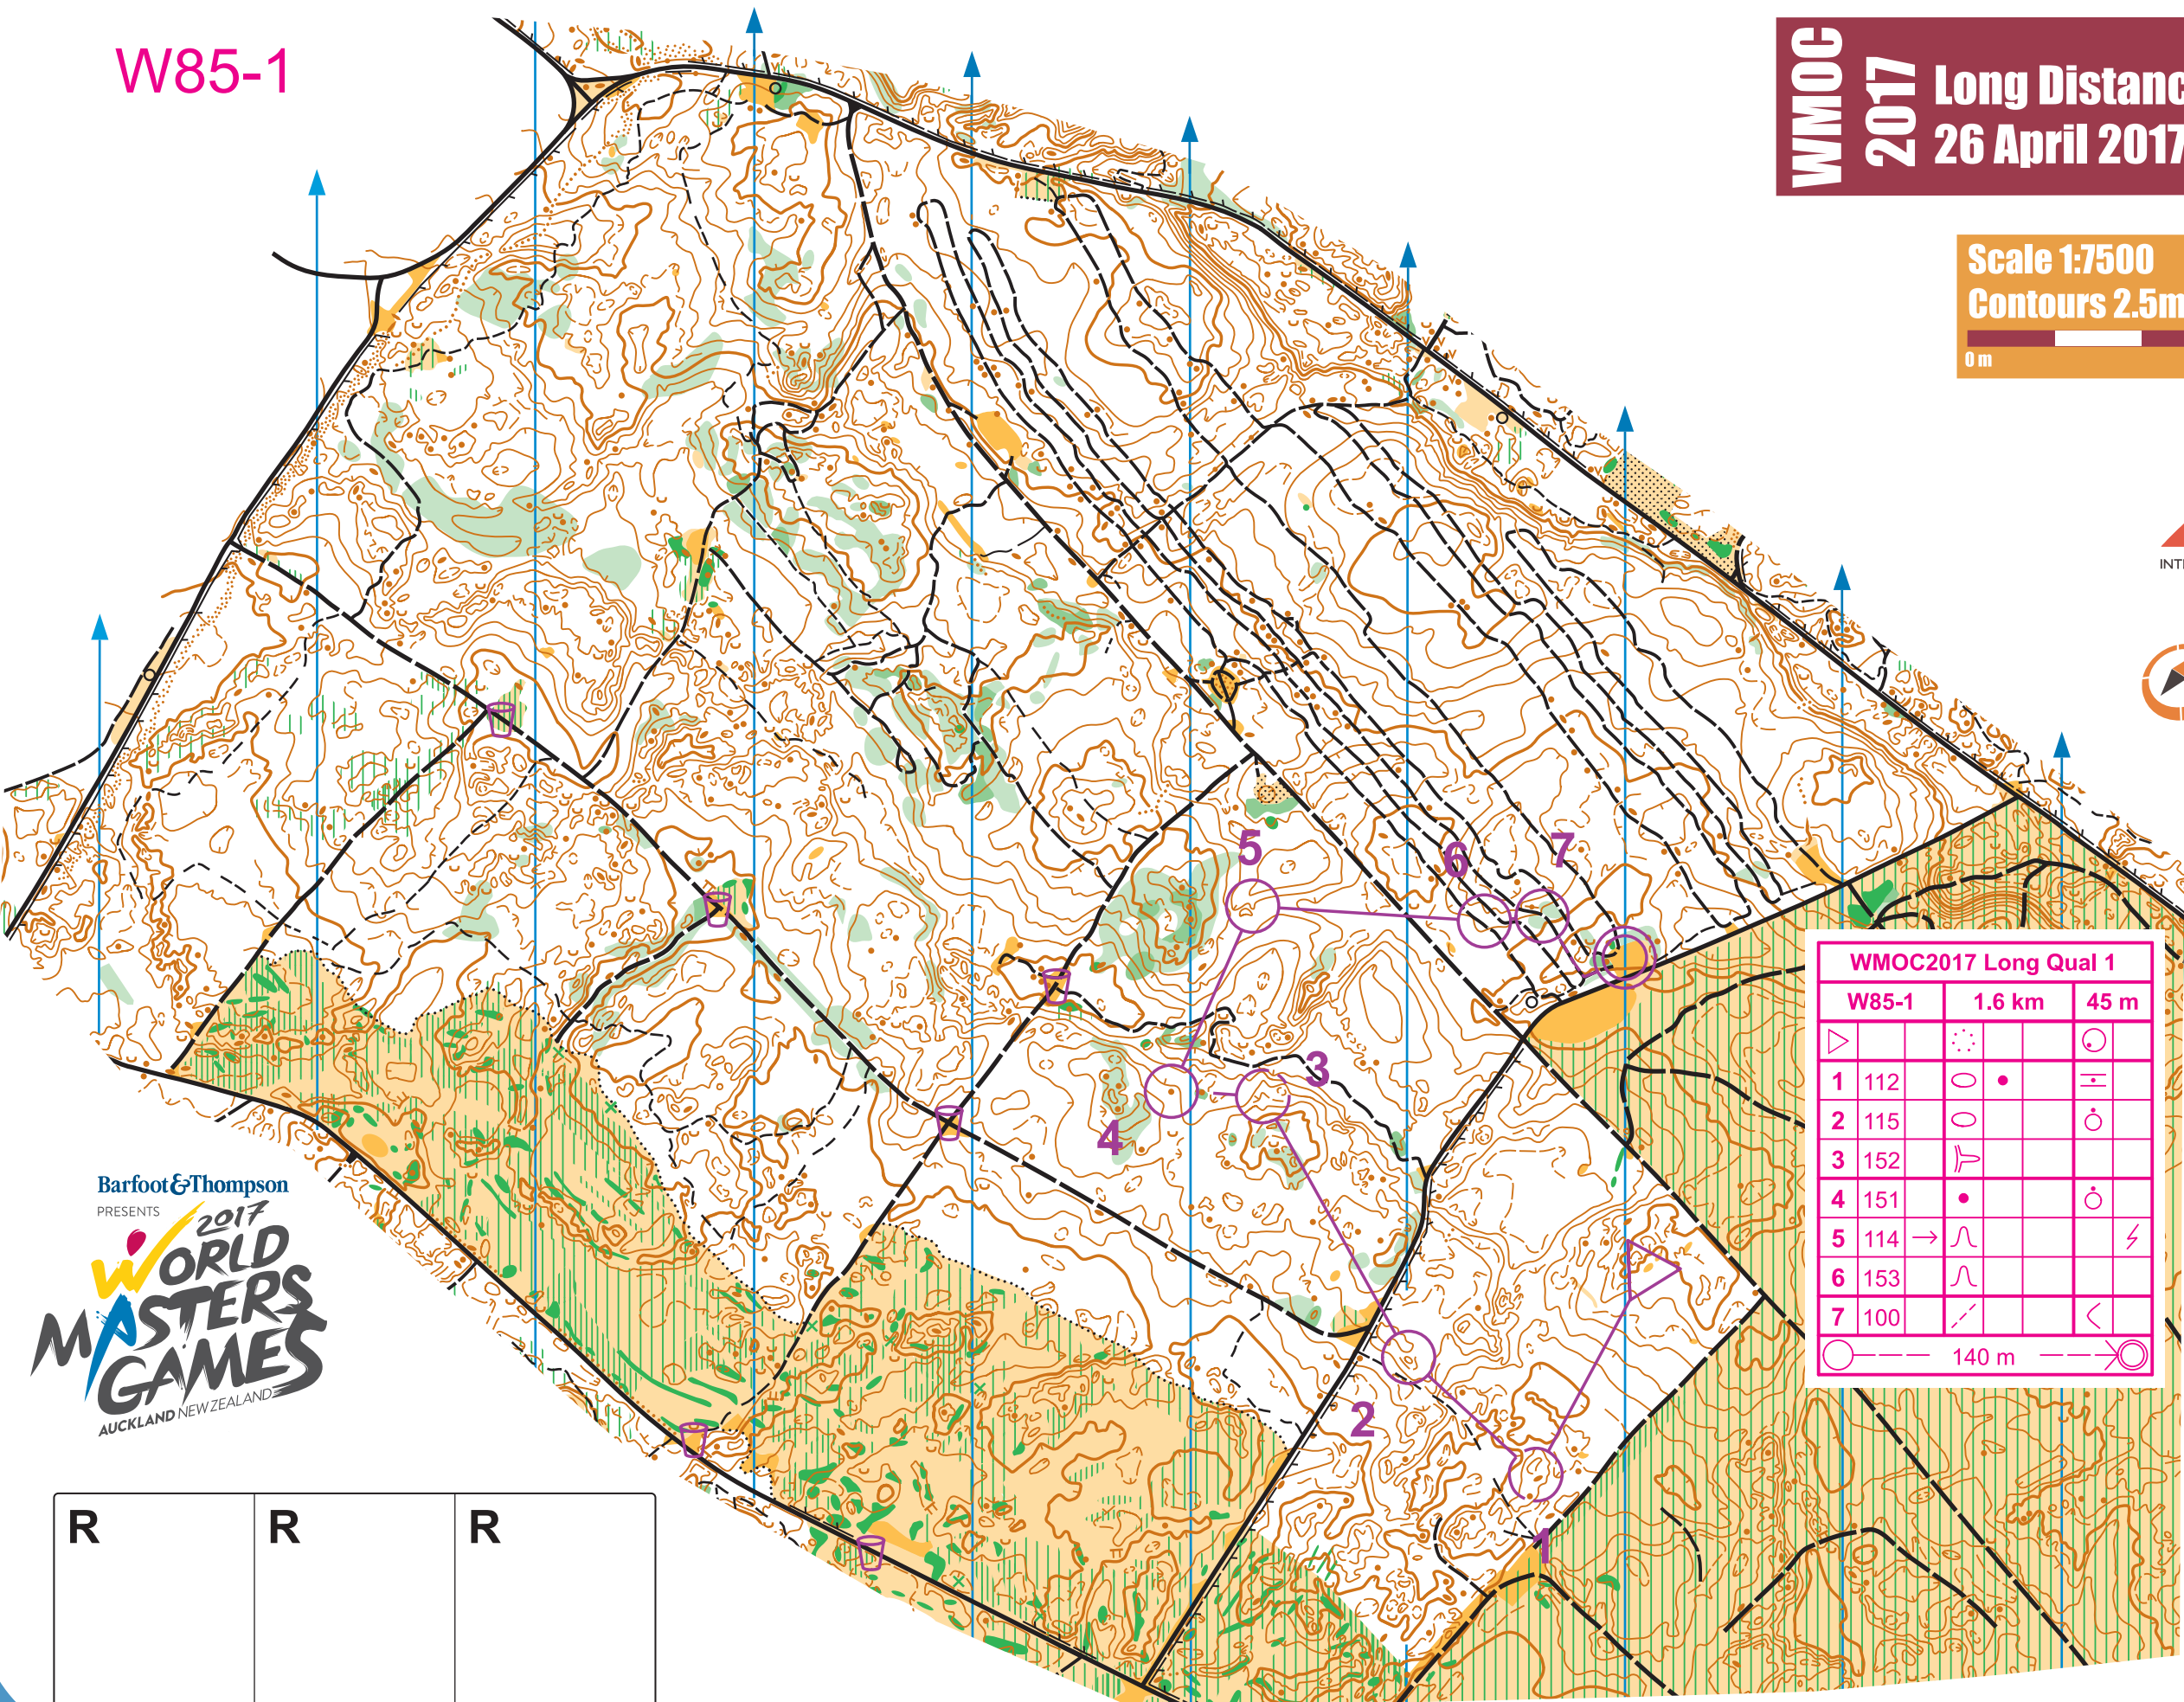 W85-1
WMOC
2017
Long Distanc
26 April 2017
Scale 1:7500
Contours 2.5m
0 m
INT
5
6
7
3
4
2
1
WMOC2017 Long Qual 1
W85-1 1.6 km 45 m
1 112
2 115
3 152
4 151
5 114
6 153
7 100
140 m
Barfoot&Thompson
PRESENTS
2017
WORLD
MASTERS
GAMES
AUCKLAND NEW ZEALAND
R R R